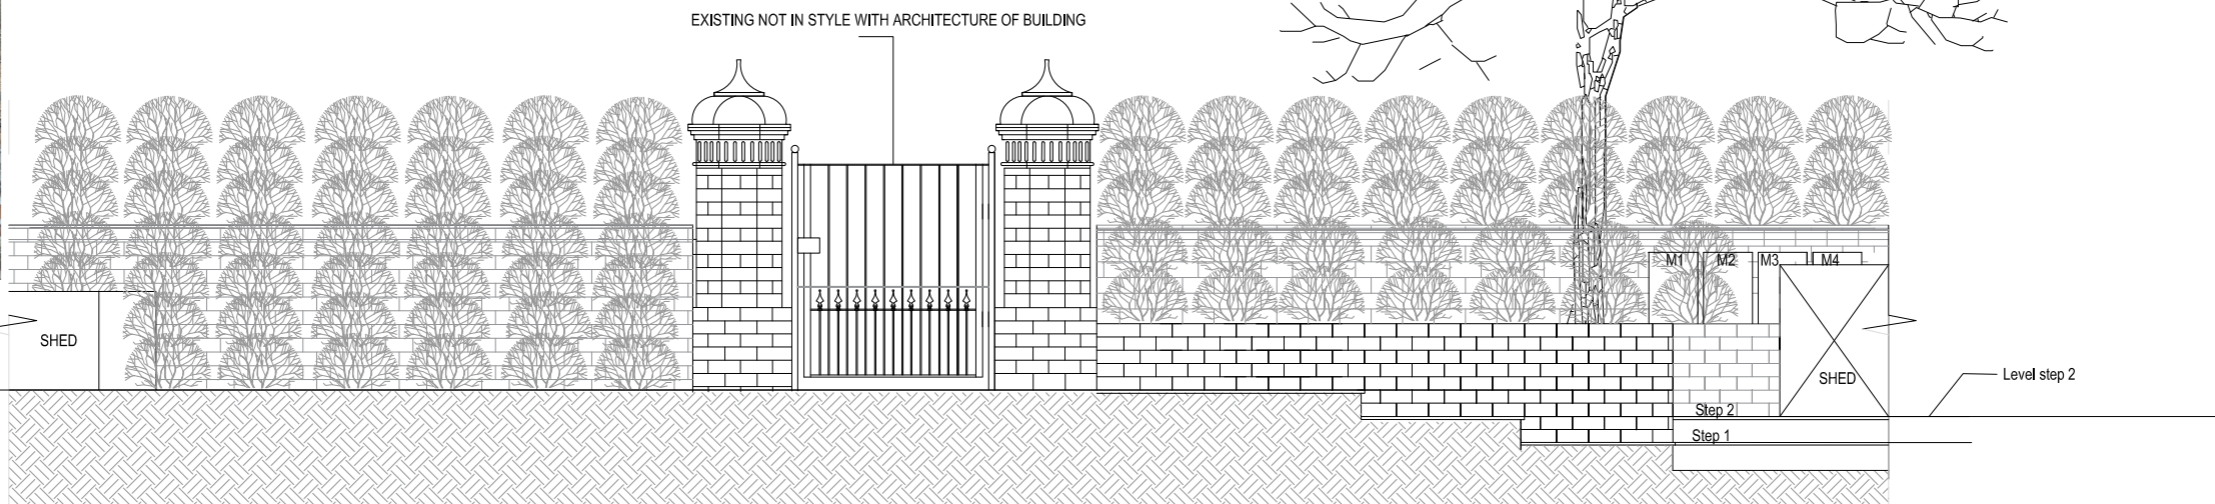 EXISTING NOT IN STYLE WITH ARCHITECTURE OF BUILDING
M1 M2 M3 M4
SHED
SHED
Level step 2
Step 2
Step 1